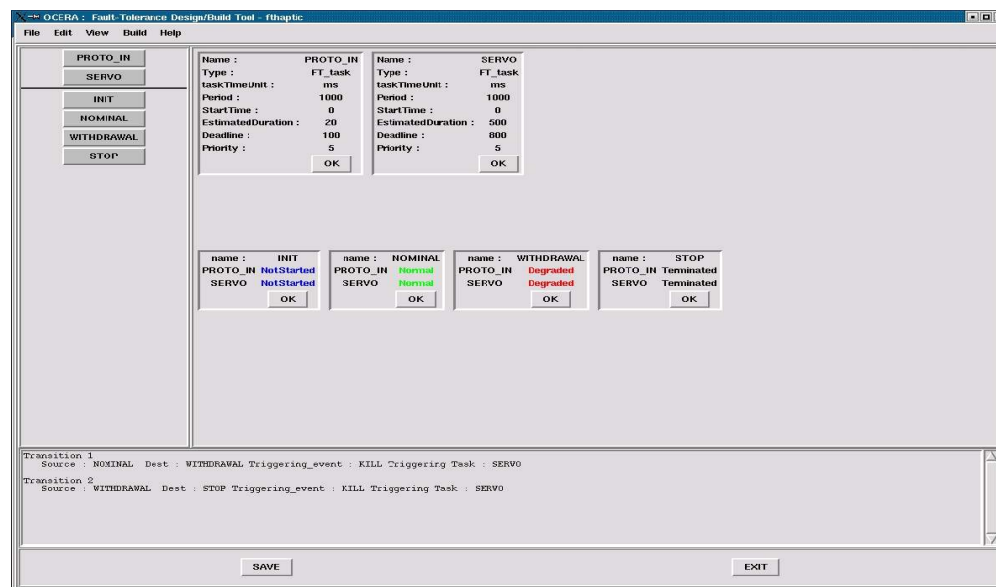 OCERA : Fault-Tolerance Design/Build Tool - fthaptic
File Edit View Build Help
PROTO_IN
SERVO
INIT
NOMINAL
WITHDRAWAL
STOP
Name : PROTO_IN
Type : FT_task
taskTimeUnit : ms
Period : 1000
StartTime : 0
EstimatedDuration : 20
Deadline : 100
Priority : 5
OK
Name : SERVO
Type : FT_task
taskTimeUnit : ms
Period : 1000
StartTime : 0
EstimatedDuration : 500
Deadline : 800
Priority : 5
OK
name : INIT
PROTO_IN NotStarted
SERVO NotStarted
OK
name : NOMINAL
PROTO_IN Normal
SERVO Normal
OK
name : WITHDRAWAL
PROTO_IN Degraded
SERVO Degraded
OK
name : STOP
PROTO_IN Terminated
SERVO Terminated
OK
Transition 1
Source : NOMINAL Dest : WITHDRAWAL Triggering_event : KILL Triggering Task : SERVO
Transition 2
Source : WITHDRAWAL Dest : STOP Triggering_event : KILL Triggering Task : SERVO
SAVE
EXIT